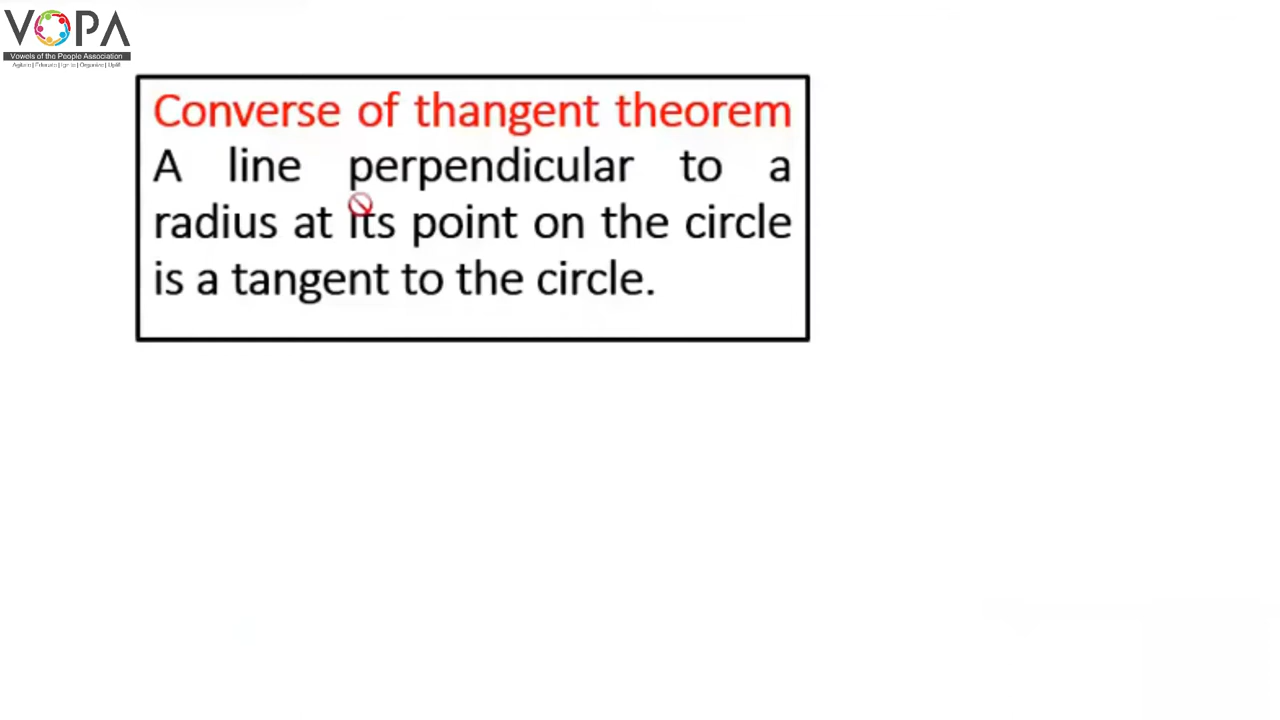 VOPA
Vowels of the People Association
Converse of thangent theorem
A line perpendicular to a
radius at its point on the circle
is a tangent to the circle.